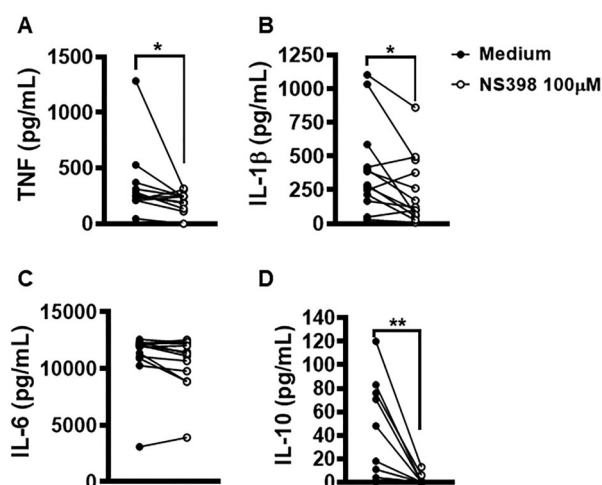 A
TNF (pg/mL)
1500
1000
500
0
*
B
IL-1β (pg/mL)
1250
1000
750
500
250
0
*
Medium
NS398 100μM
C
IL-6 (pg/mL)
15000
10000
5000
0
D
IL-10 (pg/mL)
140
120
100
80
60
40
20
0
**